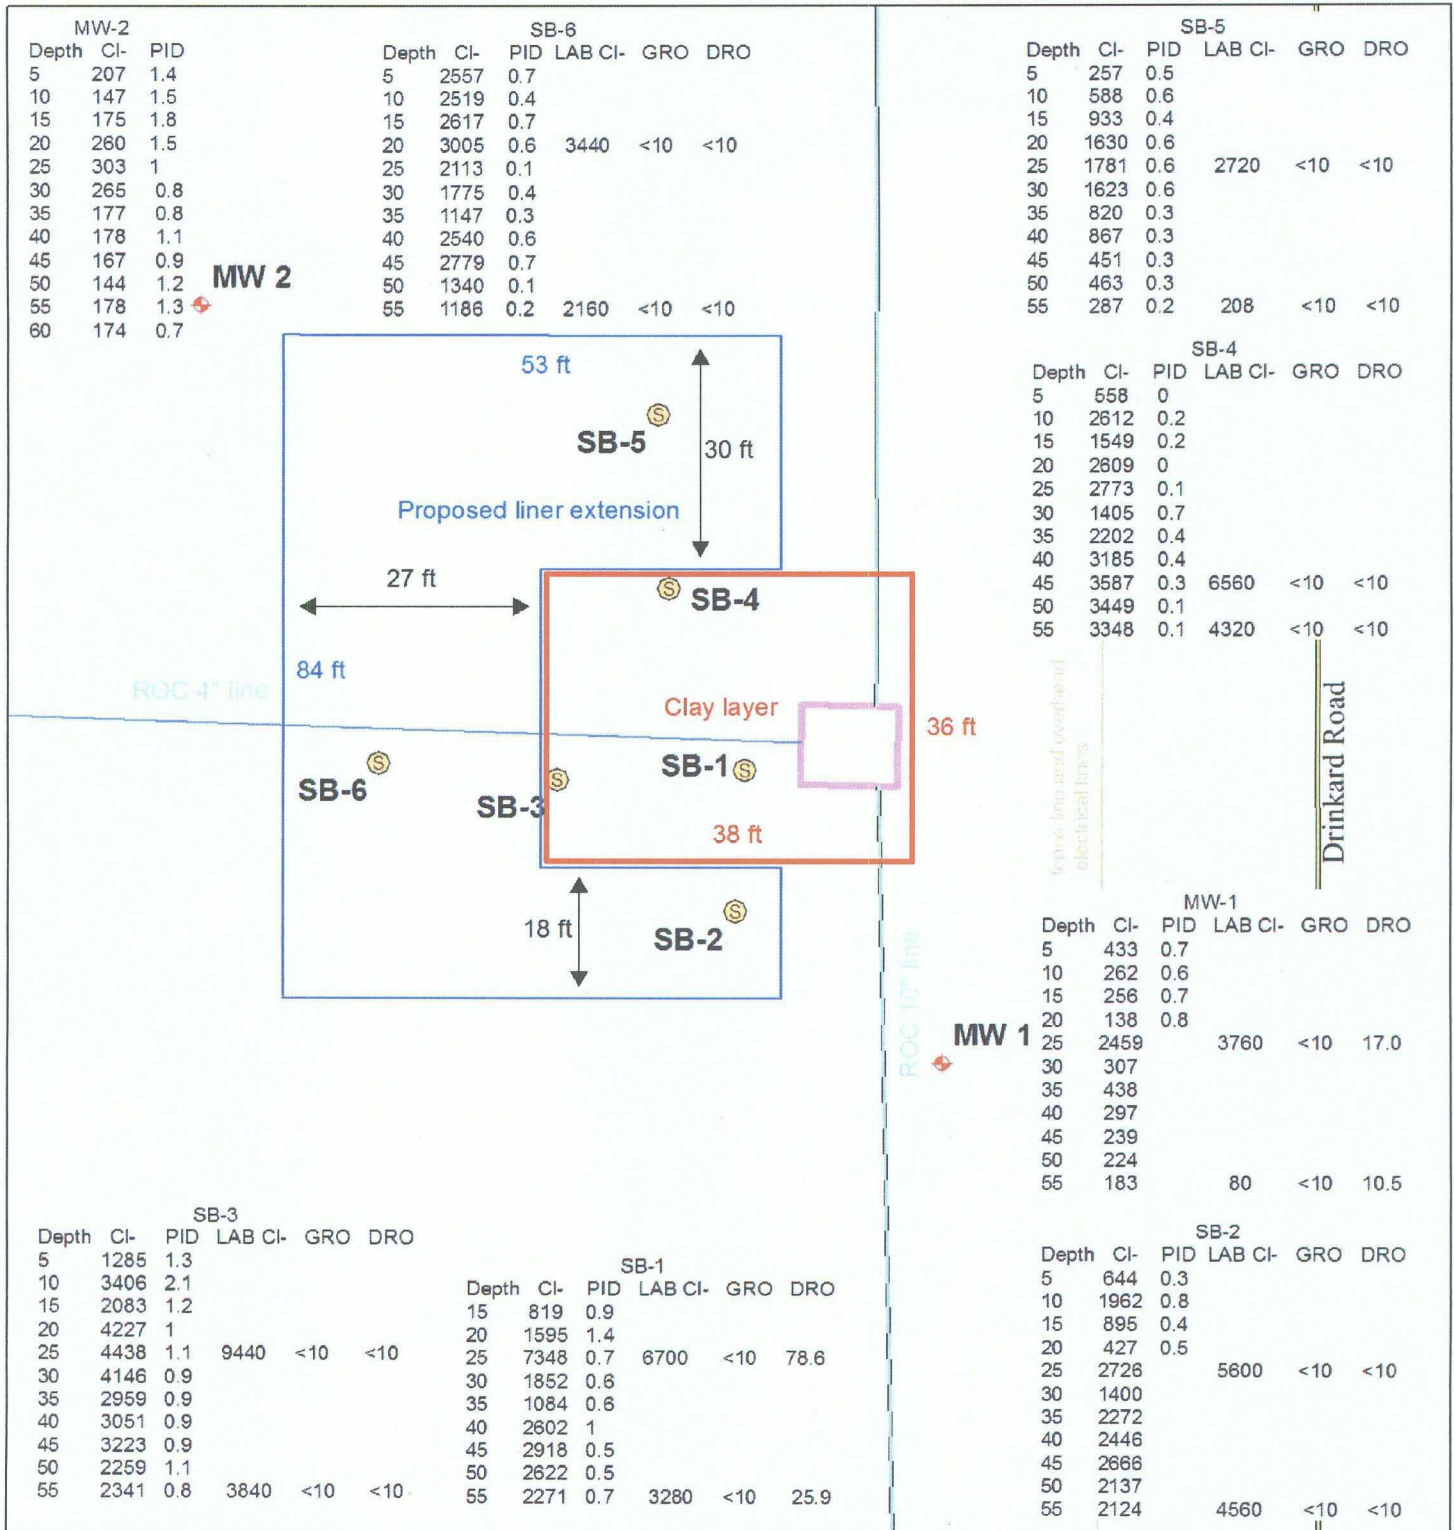 MW-2
Depth Cl- PID
5 207 1.4
10 147 1.5
15 175 1.8
20 260 1.5
25 303 1
30 265 0.8
35 177 0.8
40 178 1.1
45 167 0.9
50 144 1.2
55 178 1.3
60 174 0.7
MW 2
SB-6
Depth Cl- PID LAB Cl- GRO DRO
5 2557 0.7
10 2519 0.4
15 2617 0.7
20 3005 0.6 3440 <10 <10
25 2113 0.1
30 1775 0.4
35 1147 0.3
40 2540 0.6
45 2779 0.7
50 1340 0.1
55 1186 0.2 2160 <10 <10
SB-5
Depth Cl- PID LAB Cl- GRO DRO
5 257 0.5
10 588 0.6
15 933 0.4
20 1630 0.6
25 1781 0.6 2720 <10 <10
30 1623 0.6
35 820 0.3
40 867 0.3
45 451 0.3
50 463 0.3
55 287 0.2 208 <10 <10
SB-4
Depth Cl- PID LAB Cl- GRO DRO
5 558 0
10 2612 0.2
15 1549 0.2
20 2609 0
25 2773 0.1
30 1405 0.7
35 2202 0.4
40 3185 0.4
45 3587 0.3 6560 <10 <10
50 3449 0.1
55 3348 0.1 4320 <10 <10
53 ft
S
SB-5
30 ft
Proposed liner extension
27 ft
S
SB-4
84 ft
ROC 4" line
Clay layer
36 ft
S
SB-6
S
SB-3
SB-1
S
38 ft
18 ft
S
SB-2
fence line and overhead
electrical lines
Drinkard Road
ROC 10" line
MW 1
MW-1
Depth Cl- PID LAB Cl- GRO DRO
5 433 0.7
10 262 0.6
15 256 0.7
20 138 0.8
25 2459 3760 <10 17.0
30 307
35 438
40 297
45 239
50 224
55 183 80 <10 10.5
SB-3
Depth Cl- PID LAB Cl- GRO DRO
5 1285 1.3
10 3406 2.1
15 2083 1.2
20 4227 1
25 4438 1.1 9440 <10 <10
30 4146 0.9
35 2959 0.9
40 3051 0.9
45 3223 0.9
50 2259 1.1
55 2341 0.8 3840 <10 <10
SB-1
Depth Cl- PID LAB Cl- GRO DRO
15 819 0.9
20 1595 1.4
25 7348 0.7 6700 <10 78.6
30 1852 0.6
35 1084 0.6
40 2602 1
45 2918 0.5
50 2622 0.5
55 2271 0.7 3280 <10 25.9
SB-2
Depth Cl- PID LAB Cl- GRO DRO
5 644 0.3
10 1962 0.8
15 895 0.4
20 427 0.5
25 2726 5600 <10 <10
30 1400
35 2272
40 2446
45 2666
50 2137
55 2124 4560 <10 <10